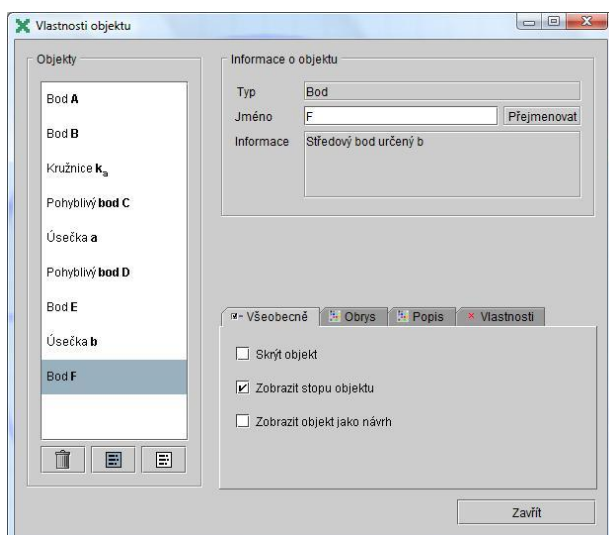 Vlastnosti objektu
Objekty
Bod A
Bod B
Kružnice kₐ
Pohyblivý bod C
Úsečka a
Pohyblivý bod D
Bod E
Úsečka b
Bod F
Informace o objektu
Typ Bod
Jméno F Přejmenovat
Informace Středový bod určený b
Všeobecně Obrys Popis Vlastnosti
Skrýt objekt
Zobrazit stopu objektu
Zobrazit objekt jako návrh
Zavřít